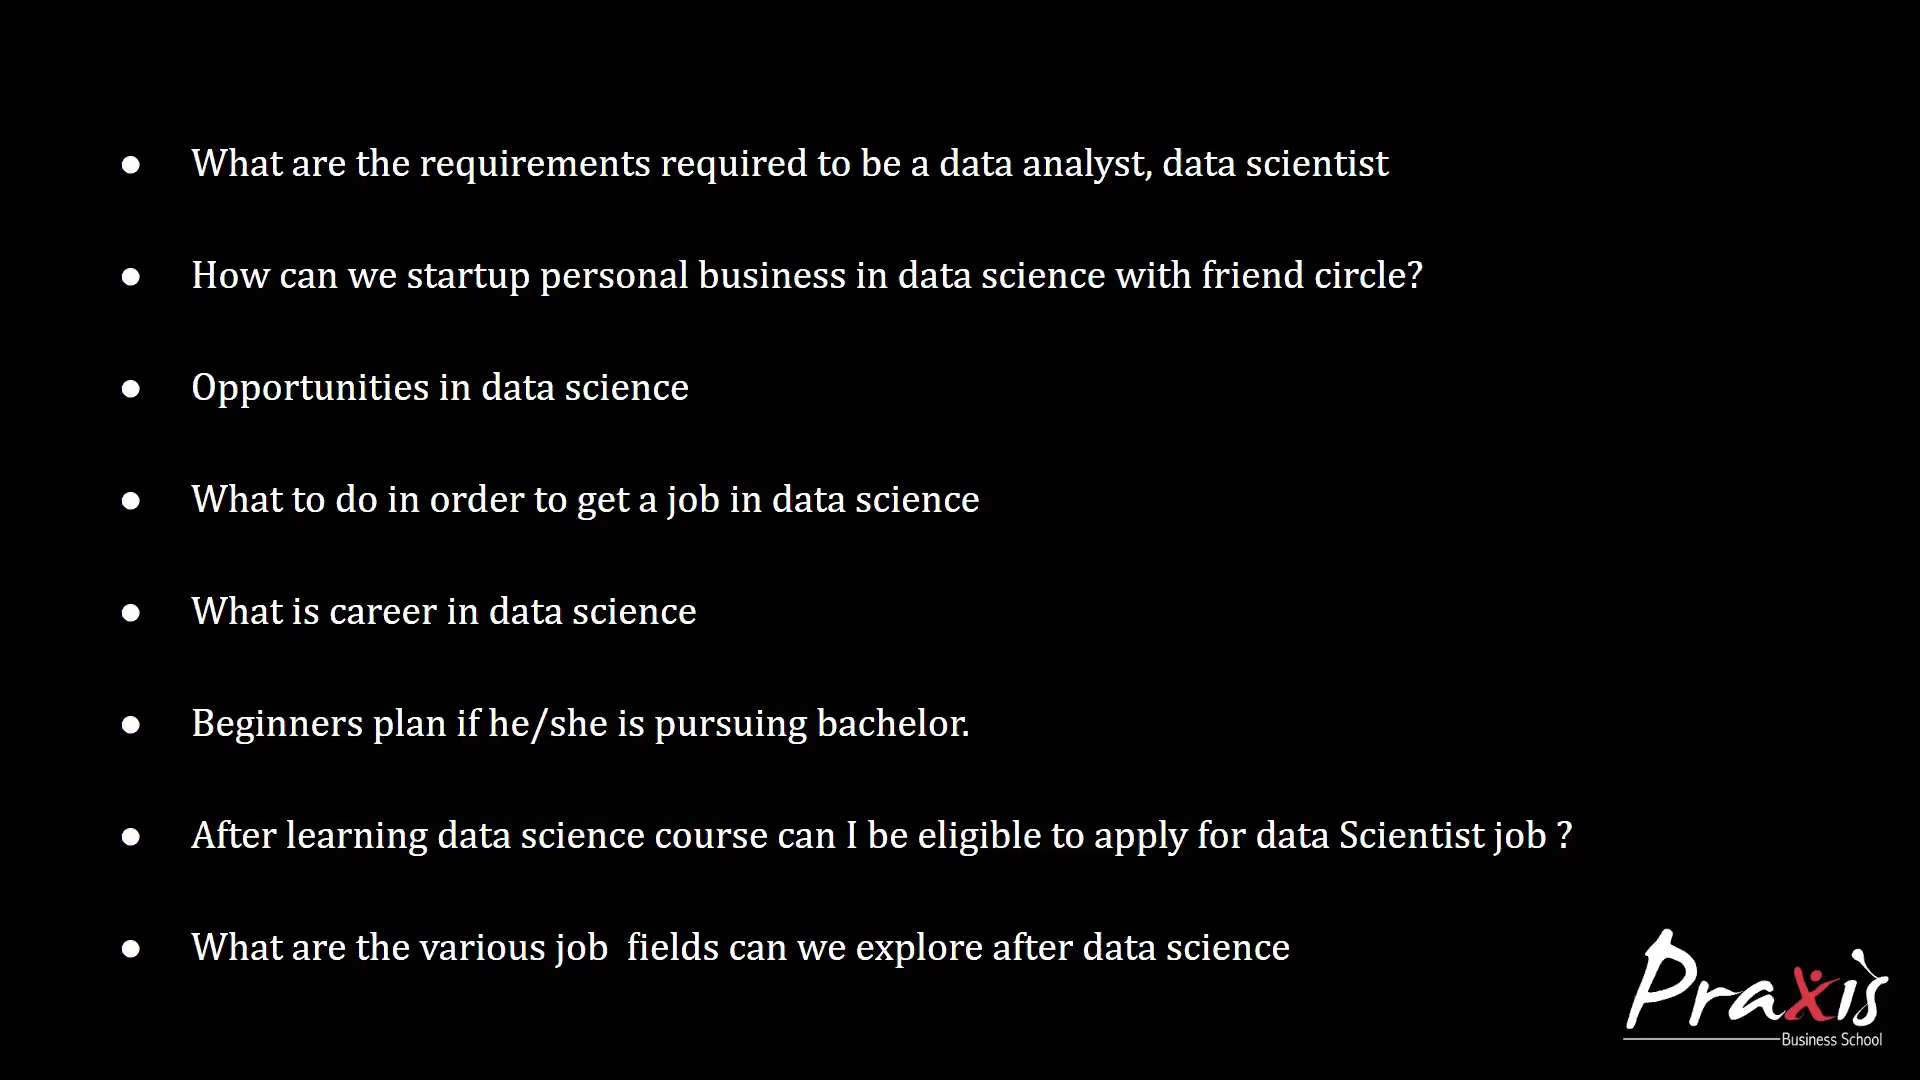 ● What are the requirements required to be a data analyst, data scientist
● How can we startup personal business in data science with friend circle?
● Opportunities in data science
● What to do in order to get a job in data science
● What is career in data science
● Beginners plan if he/she is pursuing bachelor.
● After learning data science course can I be eligible to apply for data Scientist job ?
● What are the various job  fields can we explore after data science
Praxis
Business School